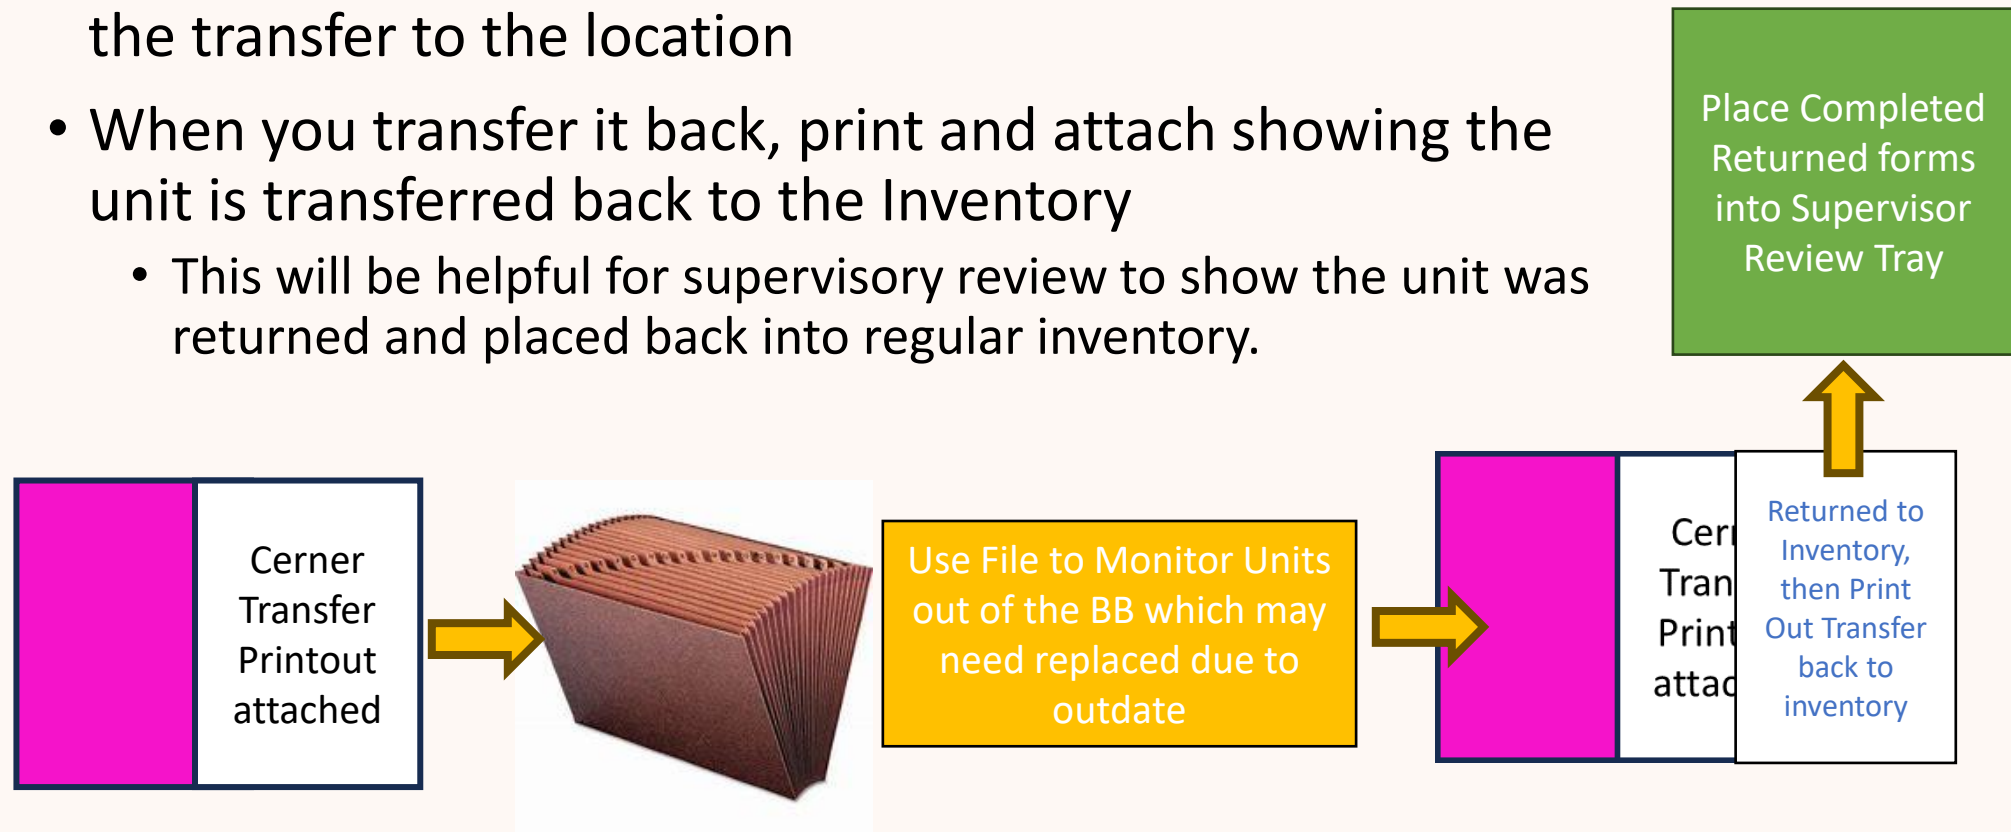 the transfer to the location
• When you transfer it back, print and attach showing the
unit is transferred back to the Inventory
• This will be helpful for supervisory review to show the unit was
returned and placed back into regular inventory.
Place Completed
Returned forms
into Supervisor
Review Tray
Cerner
Transfer
Printout
attached
Use File to Monitor Units
out of the BB which may
need replaced due to
outdate
Cer
Tran
Print
attac
Returned to
Inventory,
then Print
Out Transfer
back to
inventory